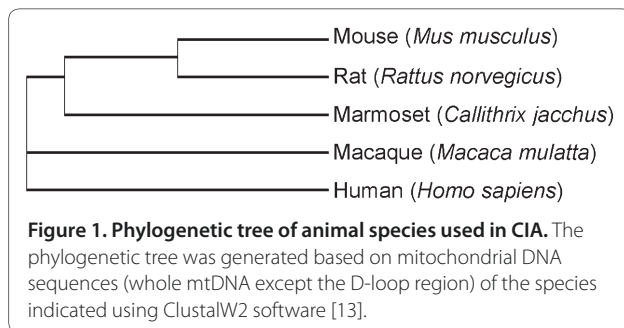 Mouse (Mus musculus)
Rat (Rattus norvegicus)
Marmoset (Callithrix jacchus)
Macaque (Macaca mulatta)
Human (Homo sapiens)
Figure 1. Phylogenetic tree of animal species used in CIA. The
phylogenetic tree was generated based on mitochondrial DNA
sequences (whole mtDNA except the D-loop region) of the species
indicated using ClustalW2 software [13].